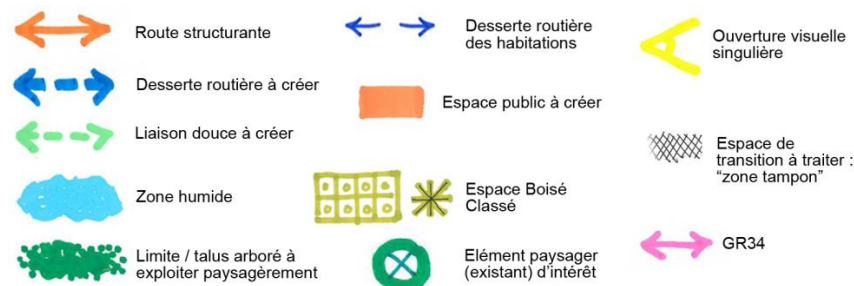 Route structurante
Desserte routière à créer
Liaison douce à créer
Zone humide
Limite / talus arboré à
exploiter paysagèrement
Desserte routière
des habitations
Espace public à créer
Espace Boisé
Classé
Elément paysager
(existant) d'intérêt
Ouverture visuelle
singulière
Espace de
transition à traiter :
“zone tampon”
GR34